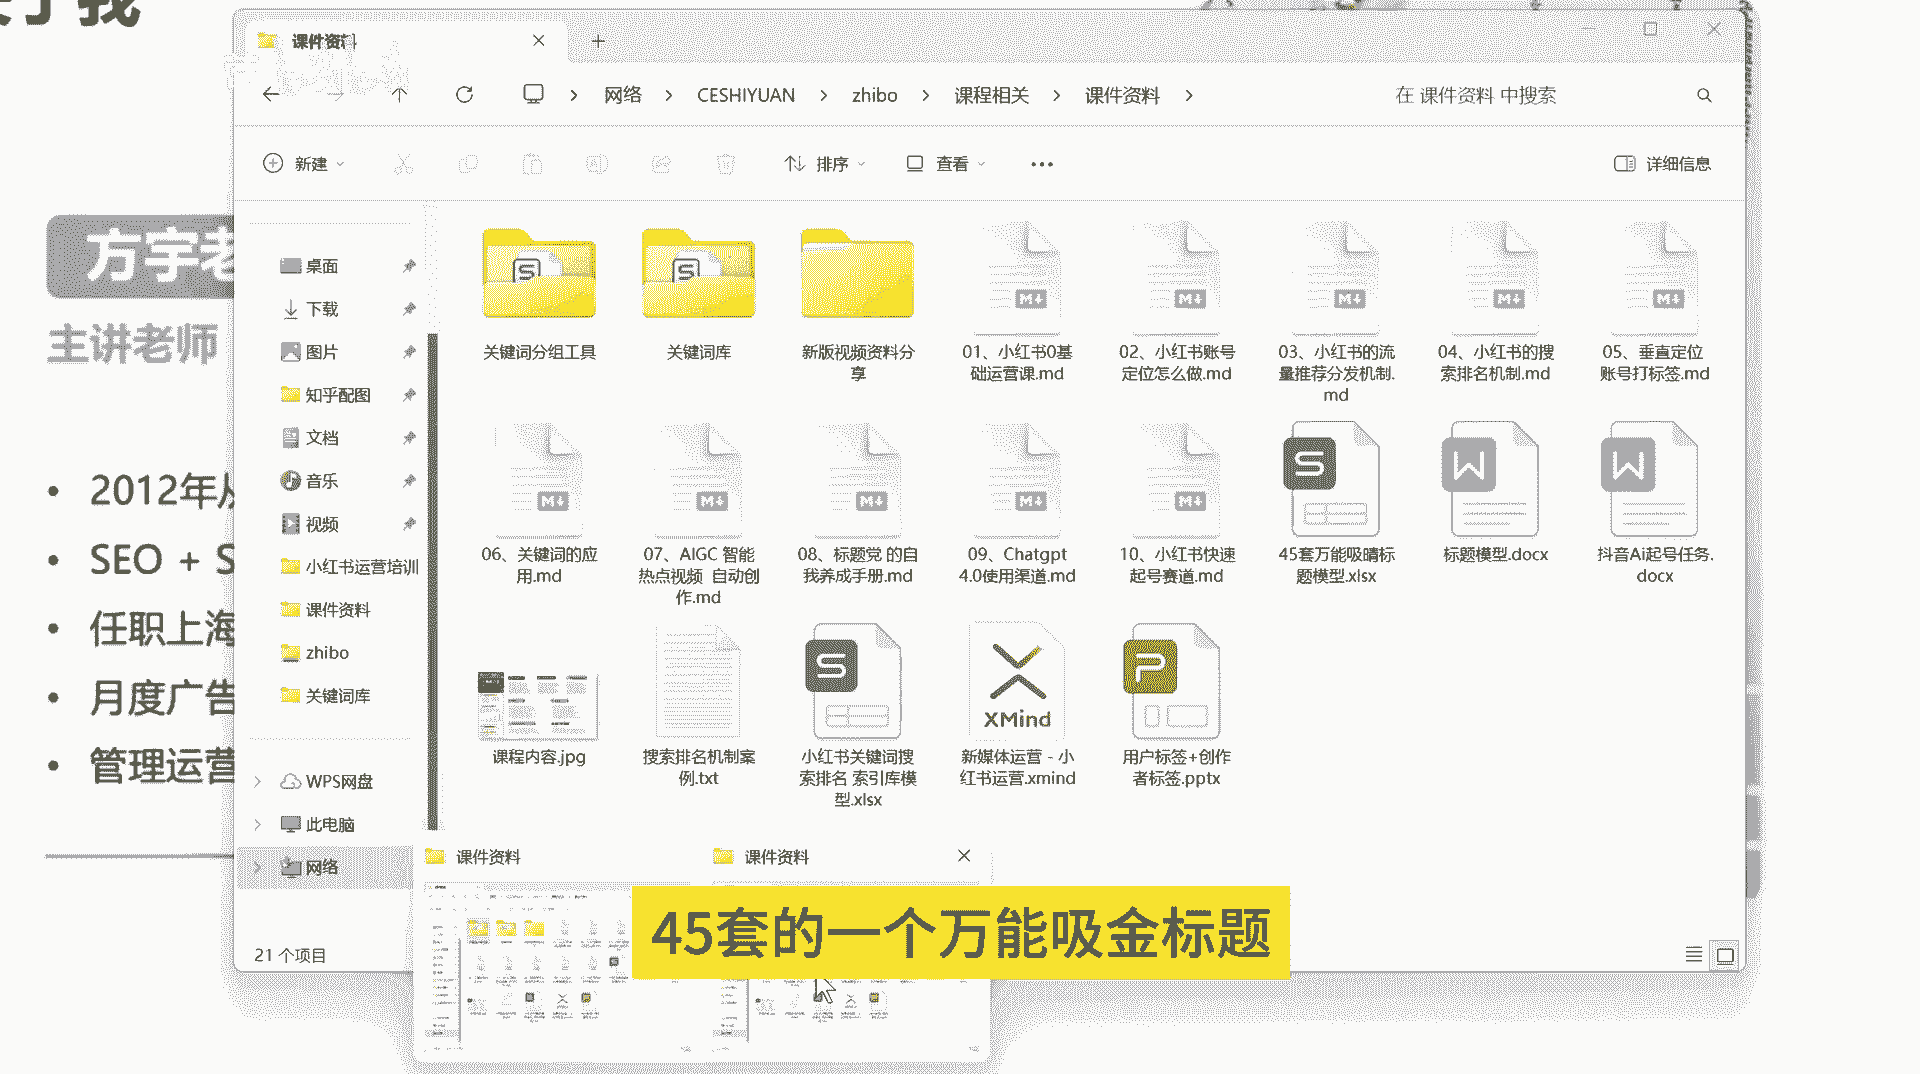 课件资料
网络 > CESHIYUAN > zhibo > 课程相关 > 课件资料 >
在 课件资料 中搜索
新建
排序
查看
详细信息
方宇老
主讲老师
2012年从
SEO + S
任职上海
月度广告
管理运营
桌面
下载
图片
知乎配图
文档
音乐
视频
小红书运营培训
课件资料
zhibo
关键词库
WPS网盘
此电脑
网络
21 个项目
关键词分组工具
关键词库
新版视频资料分
享
01、小红书0基
础运营课.md
02、小红书账号
定位怎么做.md
03、小红书的流
量推荐分发机制.
md
04、小红书的搜
索排名机制.md
05、垂直定位
账号打标签.md
06、关键词的应
用.md
07、AIGC 智能
热点视频 自动创
作.md
08、标题党 的自
我养成手册.md
09、Chatgpt
4.0使用渠道.md
10、小红书快速
起号赛道.md
45套万能吸睛标
题模型.xlsx
标题模型.docx
抖音Ai起号任务.
docx
课程内容.jpg
搜索排名机制案
例.txt
小红书关键词搜
索排名 索引库模
型.xlsx
XMind
新媒体运营 - 小
红书运营.xmind
用户标签+创作
者标签.pptx
课件资料
课件资料
45套的一个万能吸金标题